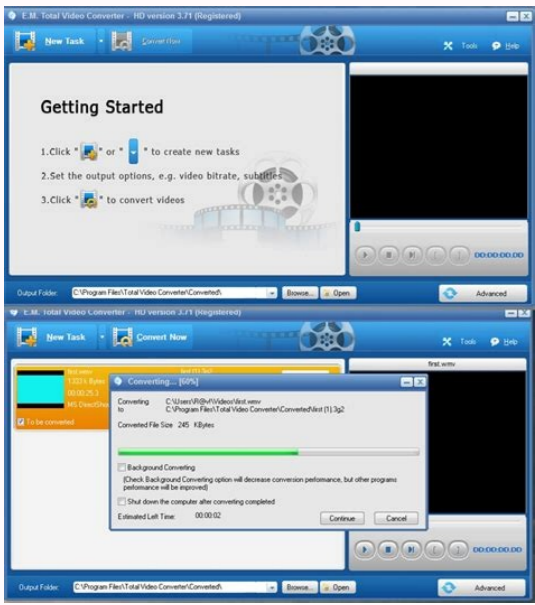 E.M. Total Video Converter - HD version 3.71 (Registered)
New Task
Convert Now
Tools
Help
Getting Started
1.Click " " or " " to create new tasks
2.Set the output options, e.g. video bitrate, subtitles
3.Click " " to convert videos
00:00:00.00
Output Folder:
C:\Program Files\Total Video Converter\Converted\
Browse...
Open
Advanced
E.M. Total Video Converter - HD version 3.71 (Registered)
New Task
Convert Now
Tools
Help
first.wmv
first.wmv
00:00:25.3
MS DirectShow
To be converted
Converting... [60%]
Converting C:\Users\R@vi\Videos\first.wmv
to C:\Program Files\Total Video Converter\Converted\first (1).3g2
Converted File Size 245 KBytes
Background Converting
(Check Background Converting option will decrease conversion performance, but other programs
performance will be improved)
Shut down the computer after converting completed
Estimated Left Time: 00:00:02
Continue
Cancel
00:00:00.00
Output Folder:
C:\Program Files\Total Video Converter\Converted\
Browse...
Open
Advanced